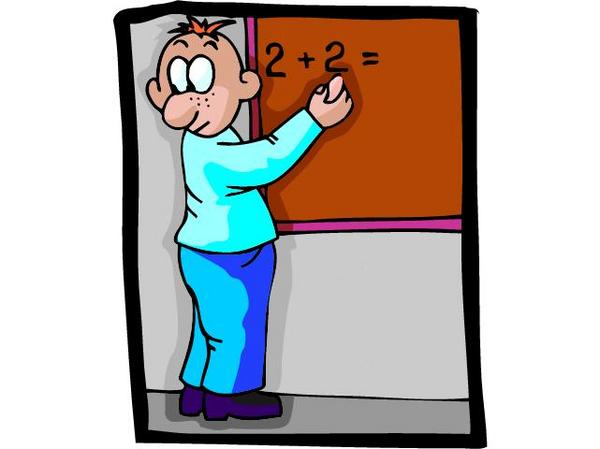 2 + 2 =